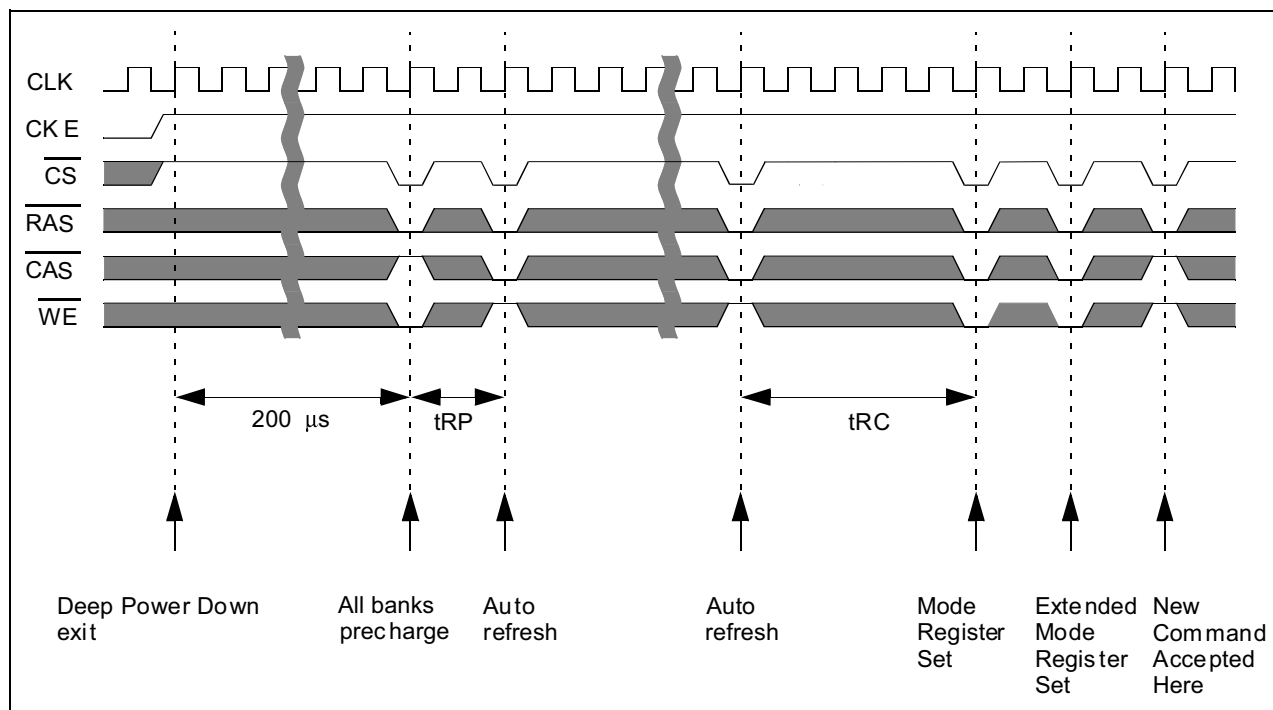 CLK
CKE
CS
RAS
CAS
WE
200 µs
tRP
tRC
Deep Power Down
exit
All banks
precharge
Auto
refresh
Auto
refresh
Mode
Register
Set
Extended
Mode
Register
Set
New
Command
Accepted
Here